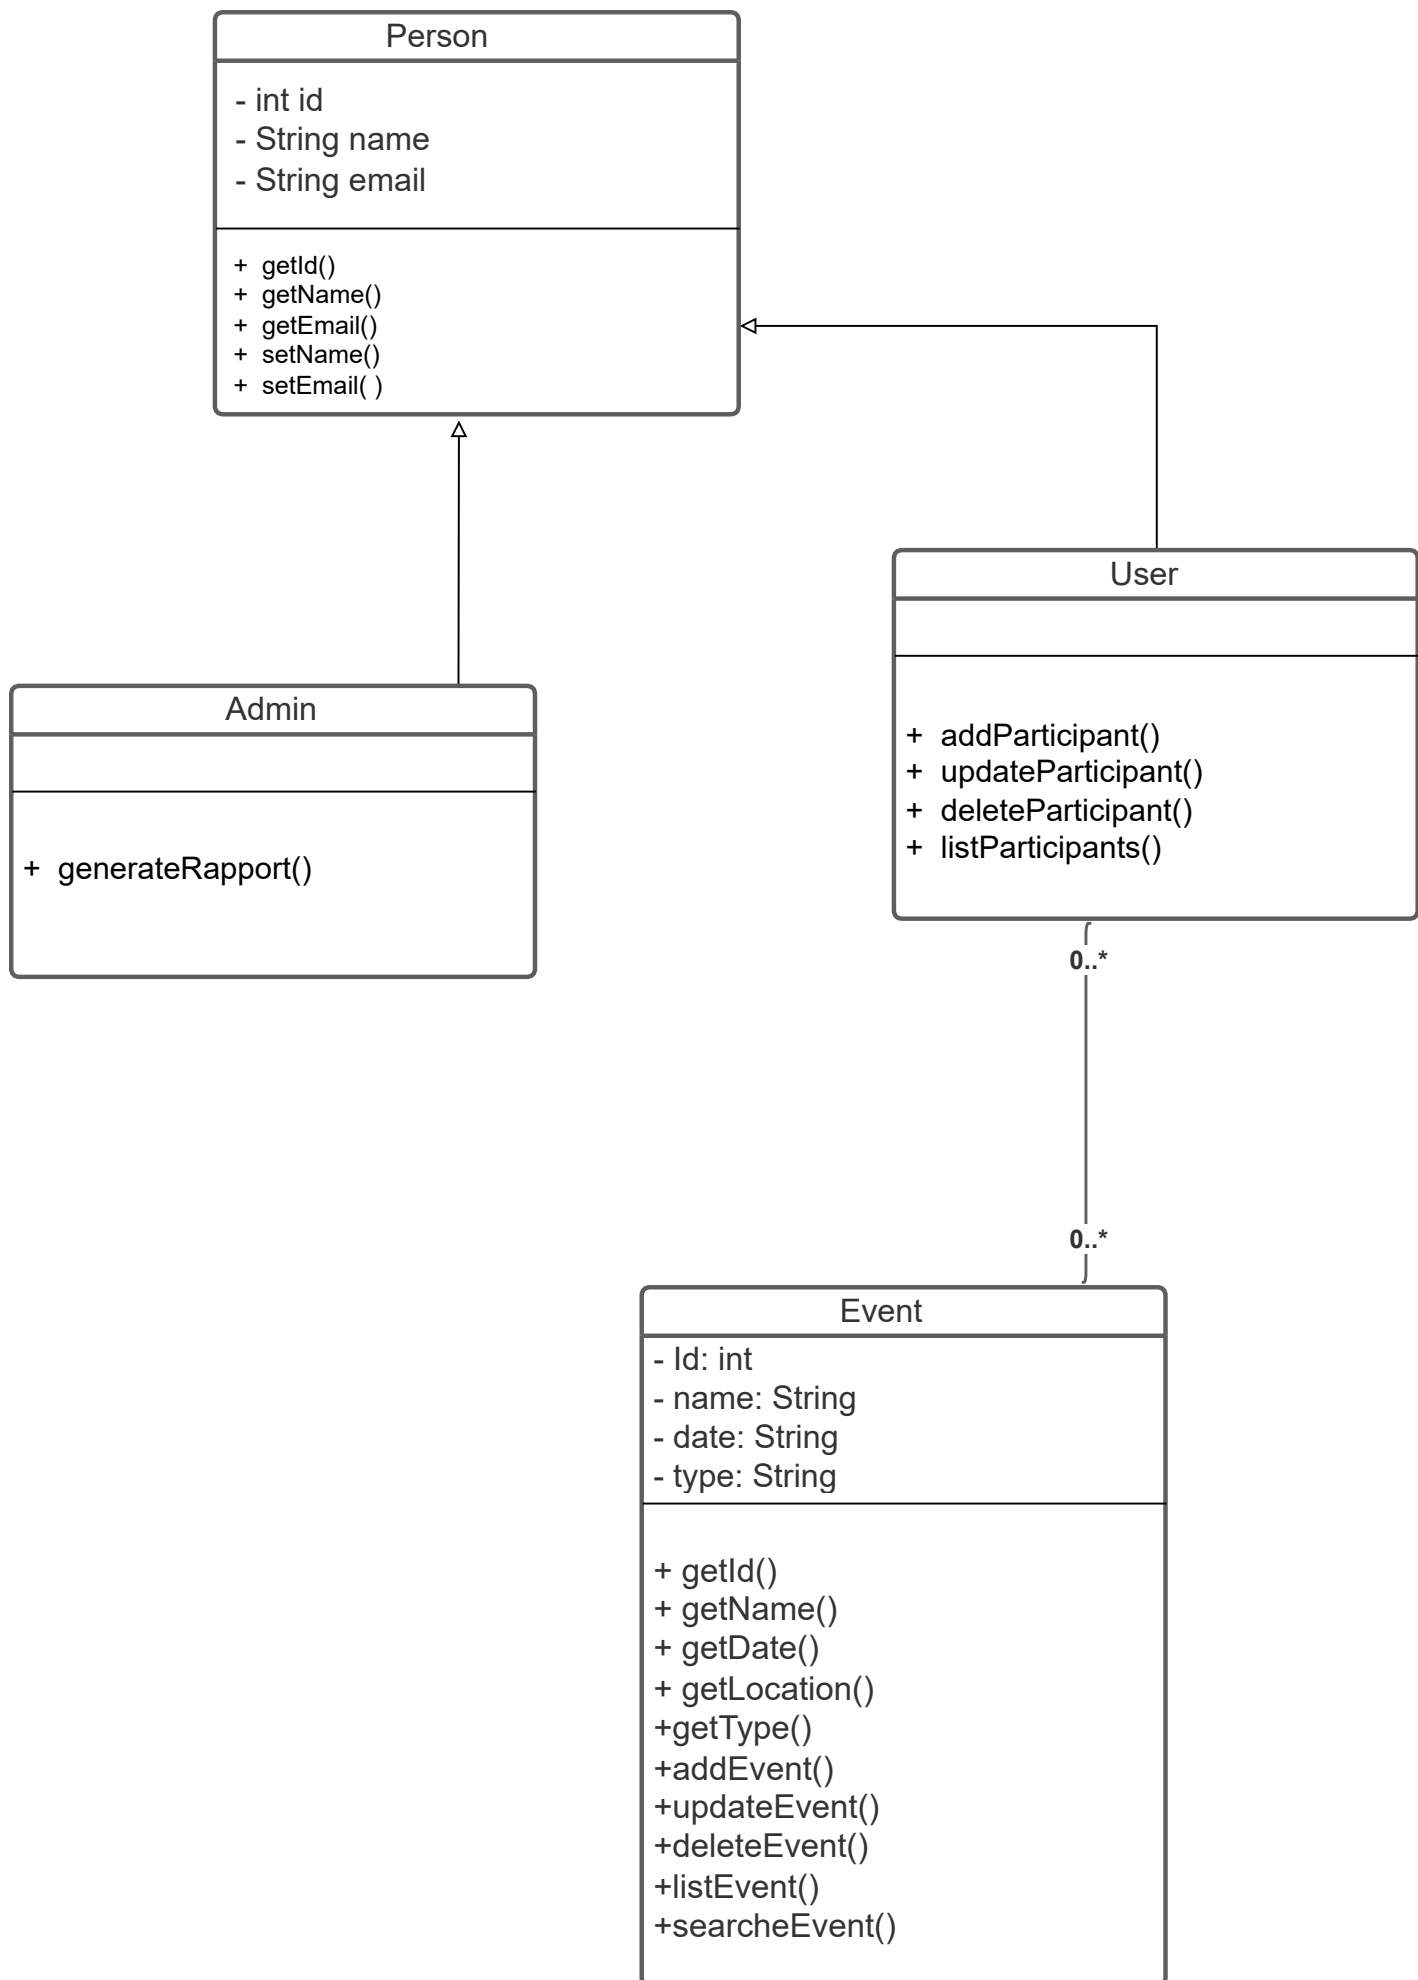 Person
- int id
- String name
- String email
+ getId()
+ getName()
+ getEmail()
+ setName()
+ setEmail( )
User
+ addParticipant()
+ updateParticipant()
+ deleteParticipant()
+ listParticipants()
Admin
+ generateRapport()
0..*
0..*
Event
- Id: int
- name: String
- date: String
- type: String
+ getId()
+ getName()
+ getDate()
+ getLocation()
+getType()
+addEvent()
+updateEvent()
+deleteEvent()
+listEvent()
+searcheEvent()